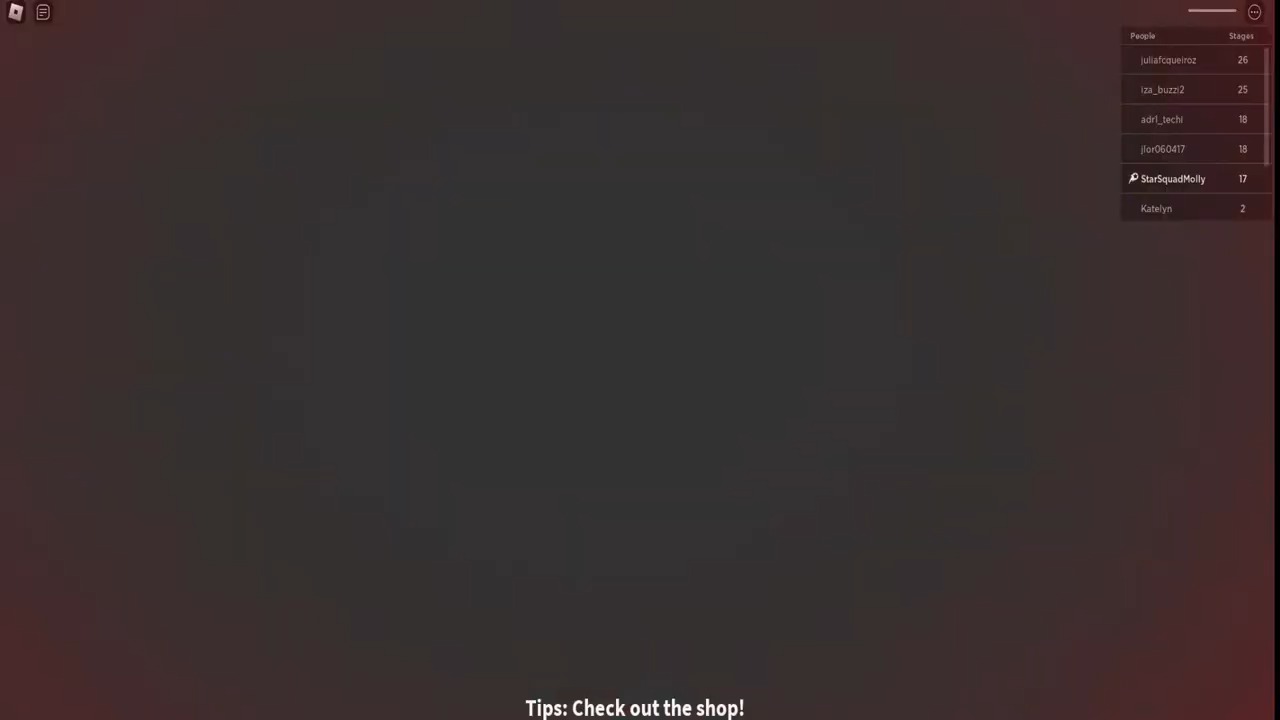 People Stages
juliafcqueiroz 26
iza_buzzi2 25
adr1_techi 18
jlor060417 18
StarSquadMolly 17
Katelyn 2
Tips: Check out the shop!